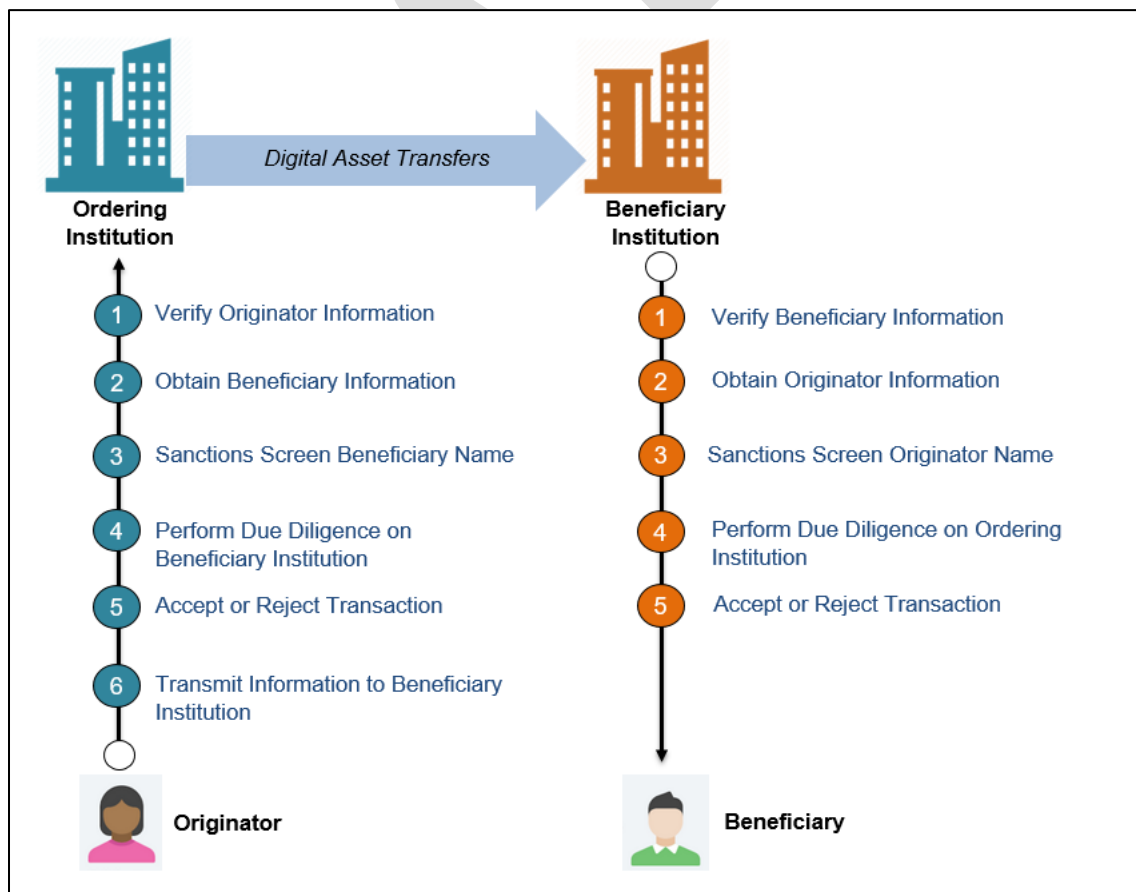 Digital Asset Transfers
Ordering
Institution
Beneficiary
Institution
1 Verify Originator Information
2 Obtain Beneficiary Information
3 Sanctions Screen Beneficiary Name
4 Perform Due Diligence on
Beneficiary Institution
5 Accept or Reject Transaction
6 Transmit Information to Beneficiary
Institution
Originator
1 Verify Beneficiary Information
2 Obtain Originator Information
3 Sanctions Screen Originator Name
4 Perform Due Diligence on Ordering
Institution
5 Accept or Reject Transaction
Beneficiary